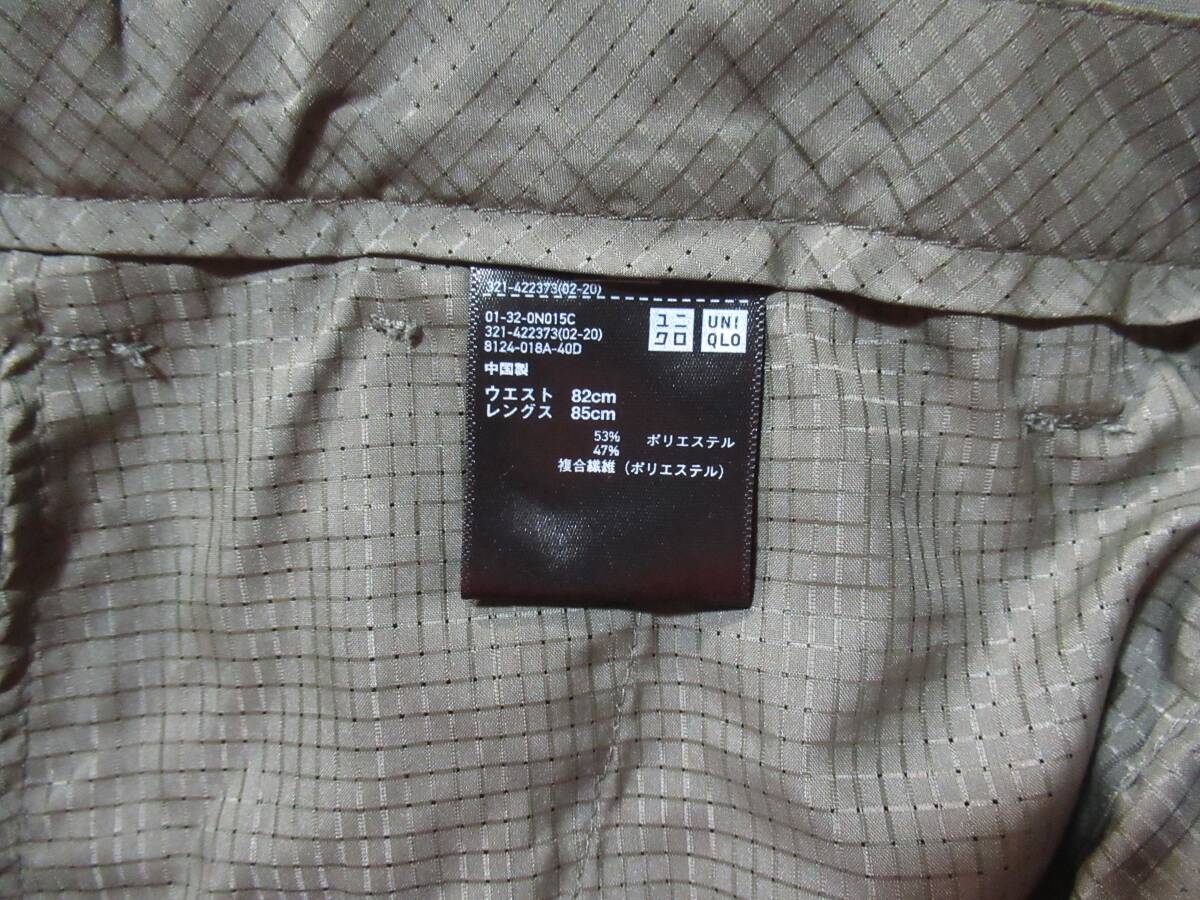 321-422373(02-20)
01-32-0N015C
321-422373(02-20)
8124-018A-40D
ユニクロ
UNIQLO
中国製
ウエスト 82cm
レングス 85cm
53% ポリエステル
47%
複合繊維 (ポリエステル)